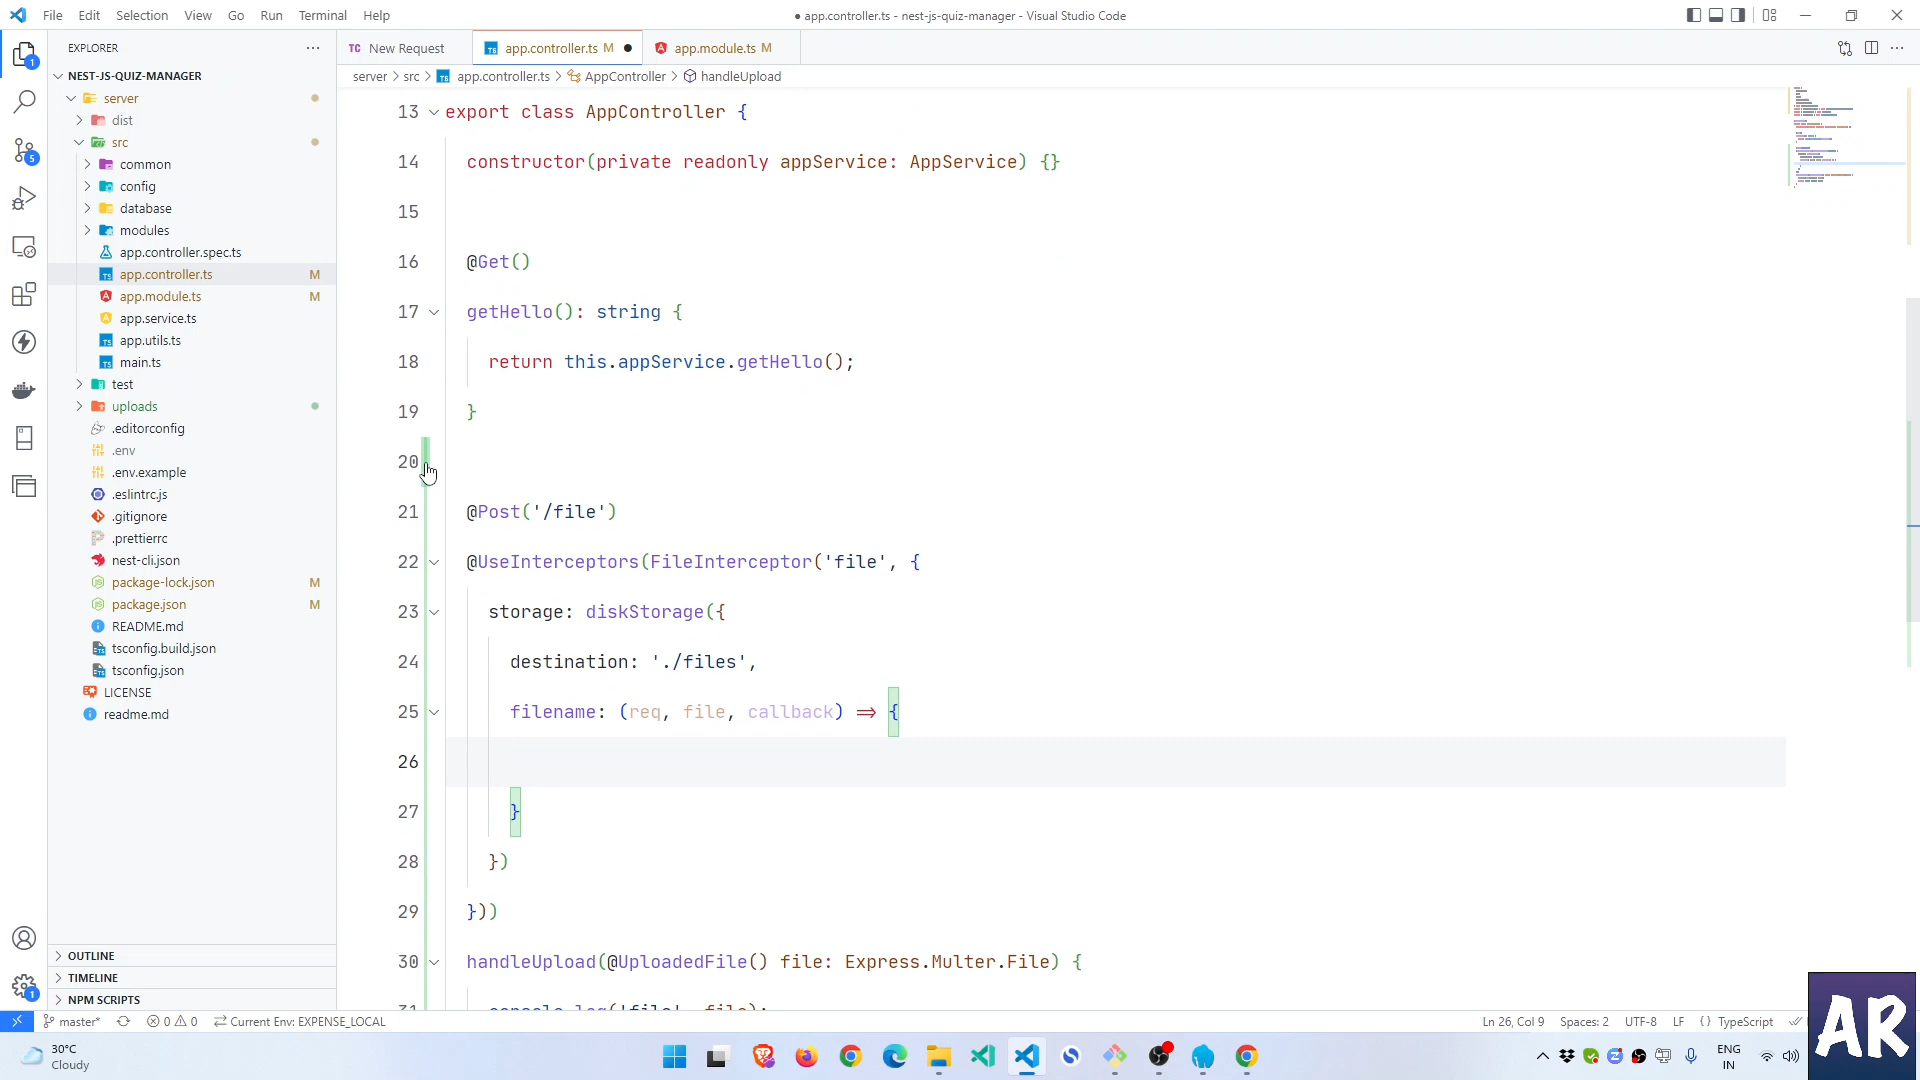 File Edit Selection View Go Run Terminal Help
● app.controller.ts - nest-js-quiz-manager - Visual Studio Code
EXPLORER
TC New Request
TS app.controller.ts M
app.module.ts M
server > src > TS app.controller.ts > AppController > handleUpload
NEST-JS-QUIZ-MANAGER
server
dist
src
common
config
database
modules
app.controller.spec.ts
app.controller.ts M
app.module.ts M
app.service.ts
app.utils.ts
main.ts
test
uploads
.editorconfig
.env
.env.example
.eslintrc.js
.gitignore
.prettierrc
nest-cli.json
package-lock.json M
package.json M
README.md
tsconfig.build.json
tsconfig.json
LICENSE
readme.md
OUTLINE
TIMELINE
NPM SCRIPTS
13 export class AppController {
14 constructor(private readonly appService: AppService) {}
15
16 @Get()
17 getHello(): string {
18 return this.appService.getHello();
19 }
20
21 @Post('/file')
22 @UseInterceptors(FileInterceptor('file', {
23 storage: diskStorage({
24 destination: './files',
25 filename: (req, file, callback) => {
26
27 }
28 })
29 }))
30 handleUpload(@UploadedFile() file: Express.Multer.File) {
31 console.log('file', file);
master* 0 0 Current Env: EXPENSE_LOCAL
Ln 26, Col 9 Spaces: 2 UTF-8 LF {} TypeScript
30°C
Cloudy
ENG
IN
AR